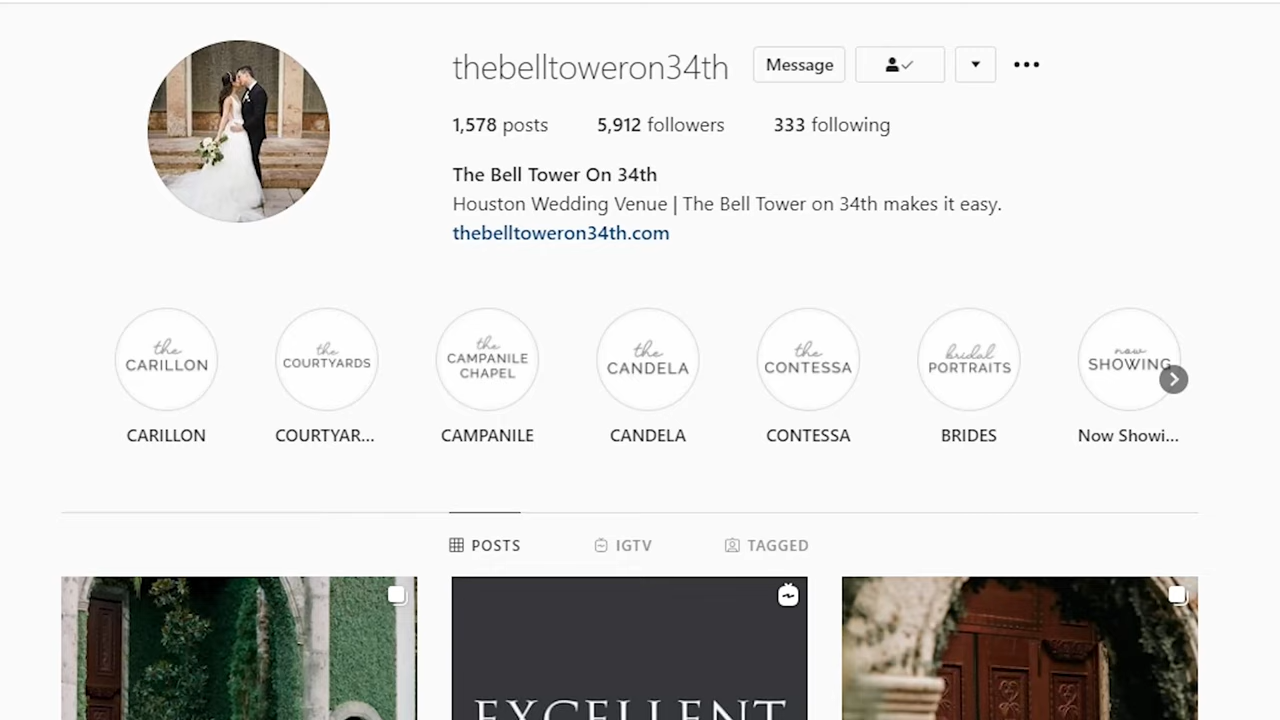 thebelltoweron34th
Message
1,578 posts
5,912 followers
333 following
The Bell Tower On 34th
Houston Wedding Venue | The Bell Tower on 34th makes it easy.
thebelltoweron34th.com
the
CARILLON
the
COURTYARDS
the
CAMPANILE
CHAPEL
the
CANDELA
the
CONTESSA
bridal
PORTRAITS
now
SHOWING
CARILLON
COURTYAR...
CAMPANILE
CANDELA
CONTESSA
BRIDES
Now Showi...
POSTS
IGTV
TAGGED
EXCELLENT